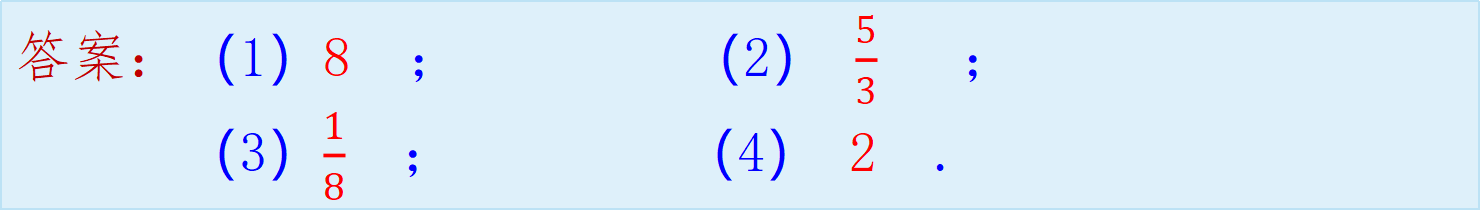 答案： (1) 8 ； (2) 5/3 ；
(3) 1/8 ； (4) 2 .